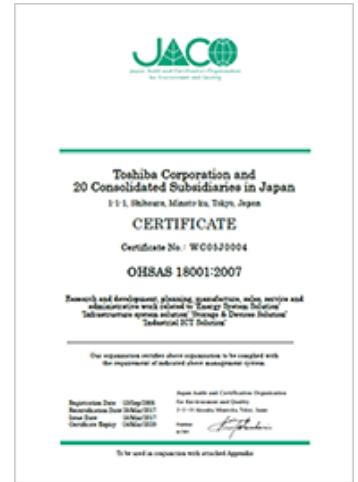 JACO
Japan Audit and Certification Organization
for Environment and Quality
Toshiba Corporation and
20 Consolidated Subsidiaries in Japan
1-1-1, Shibaura, Minato-ku, Tokyo, Japan
CERTIFICATE
Certificate No.: WC05J0004
OHSAS 18001:2007
Research and development, planning, manufacture, sales, service and
administrative work related to 'Energy System Solution'
'Infrastructure system solution' 'Storage & Devices Solution'
'Industrial ICT Solution'
Our organization certifies above organization to be complied with
the requirement of indicated above management system.
Japan Audit and Certification Organization
For Environment and Quality
Registration Date
Recertification Date
Issue Date
Certificate Expiry
Tokyo, Japan
To be used in conjunction with attached Appendix